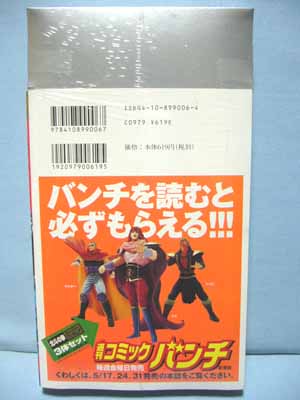 ISBN4-10-899006-4
C0979 ¥619E
9784108990067
価格：本体619円(税別)
1920979006195
バンチを読むと
必ずもらえる!!!
3体セット
週刊コミックバンチ
毎週金曜日発売
くわしくは、5/17、24、31発売の本誌をご覧ください。